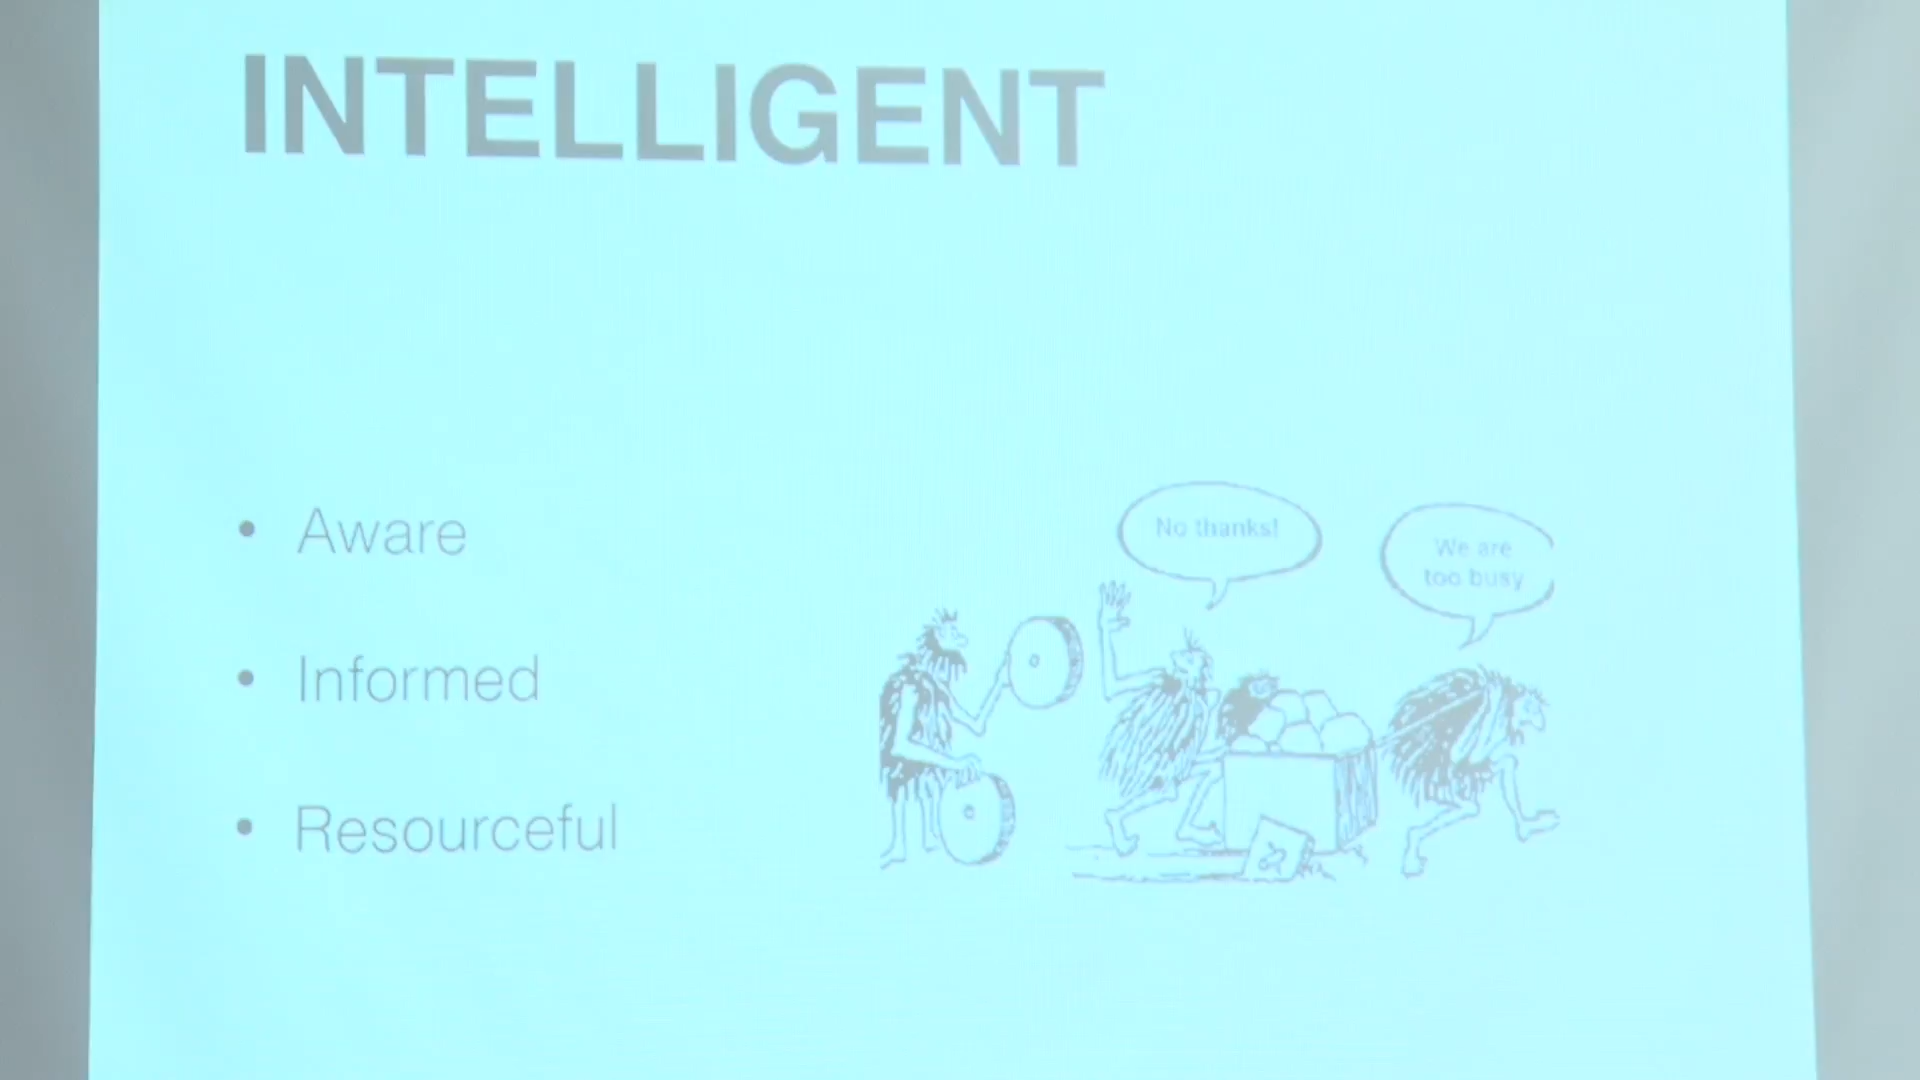 INTELLIGENT
• Aware
• Informed
• Resourceful
No thanks!
We are
too busy